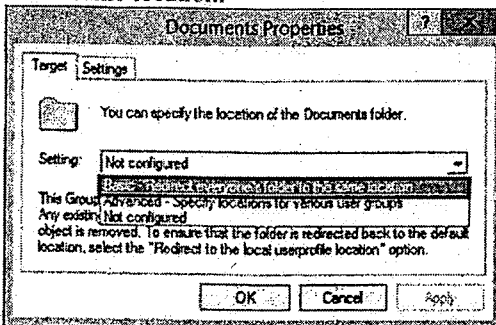 Documents Properties
?
Target Settings
You can specify the location of the Documents folder.
Setting: Not configured
Basic - Redirect everyone's folder to the same location
This Group Advanced - Specify locations for various user groups
Any existing Not configured
object is removed. To ensure that the folder is redirected back to the default
location, select the "Redirect to the local userprofile location" option.
OK Cancel Apply